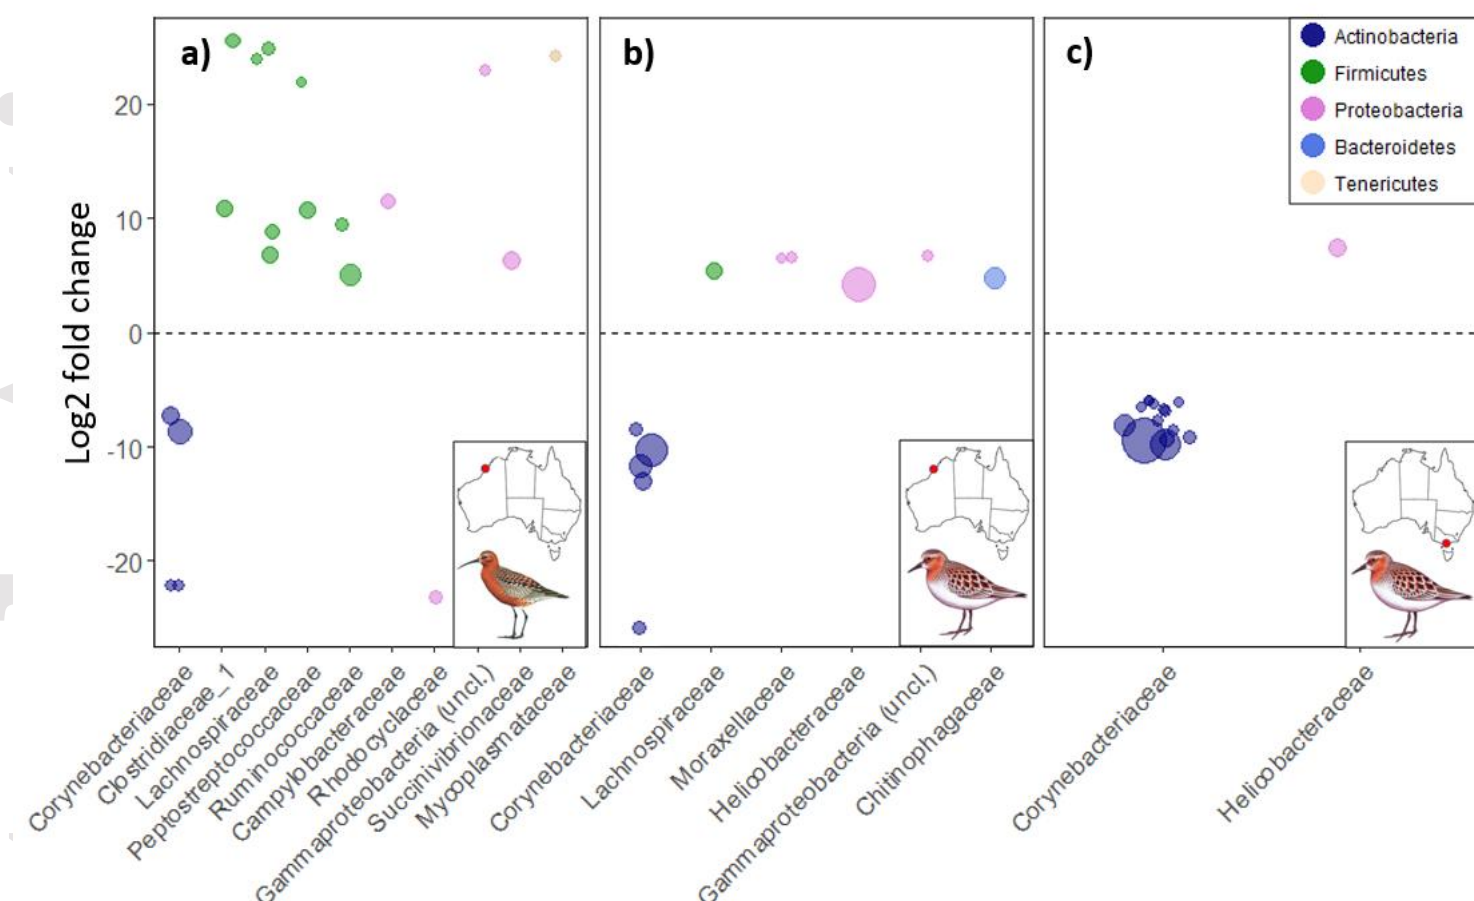 a)
b)
c)
Actinobacteria
Firmicutes
Proteobacteria
Bacteroidetes
Tenericutes
Log2 fold change
20
10
0
-10
-20
Corynebacteriaceae
Clostridiaceae_1
Lachnospiraceae
Peptostreptococcaceae
Ruminococcaceae
Campylobacteraceae
Rhodocyclaceae
Gammaproteobacteria (uncl.)
Succinivibrionaceae
Mycoplasmataceae
Corynebacteriaceae
Lachnospiraceae
Moraxellaceae
Helicobacteraceae
Gammaproteobacteria (uncl.)
Chitinophagaceae
Corynebacteriaceae
Helicobacteraceae